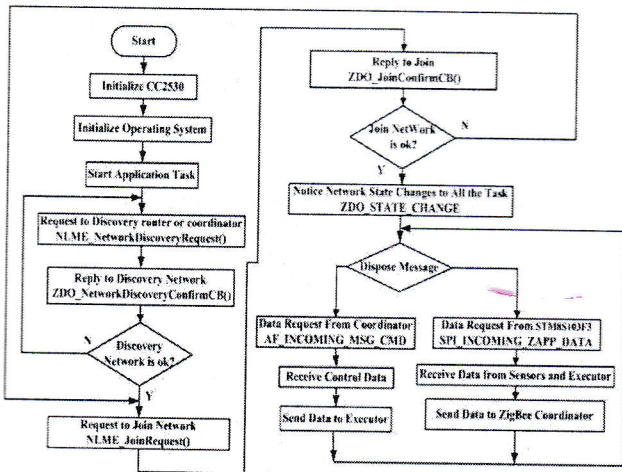 Start
Initialize CC2530
Initialize Operating System
Start Application Task
Request to Discovery router or coordinator
NLME_NetworkDiscoveryRequest()
Reply to Discovery Network
ZDO_NetworkDiscoveryConfirmCB()
N
Discovery
Network is ok?
Y
Request to Join Network
NLME_JoinRequest()
Reply to Join
ZDO_JoinConfirmCB()
Join NetWork
is ok?
N
Y
Notice Network State Changes to All the Task
ZDO_STATE_CHANGE
Dispose Message
Data Request From Coordinator
AF_INCOMING_MSG_CMD
Receive Control Data
Send Data to Executor
Data Request From STM8S103F3
SPI_INCOMING_ZAPP_DATA
Receive Data from Sensors and Executor
Send Data to ZigBee Coordinator